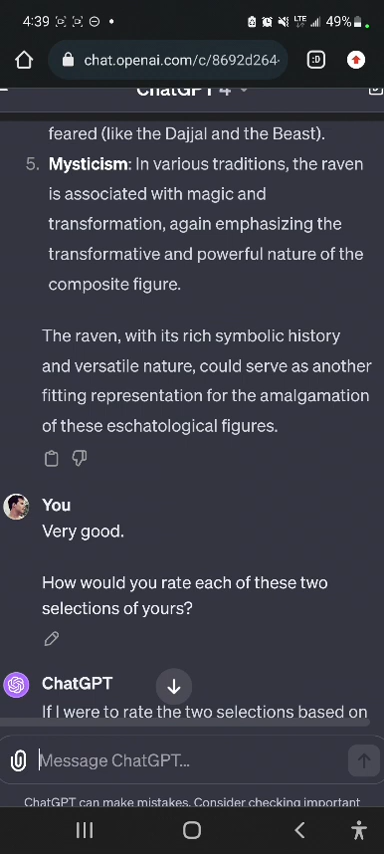 4:39
LTE
49%
chat.openai.com/c/8692d264-
:D
ChatGPT 4
feared (like the Dajjal and the Beast).
5. Mysticism: In various traditions, the raven
is associated with magic and
transformation, again emphasizing the
transformative and powerful nature of the
composite figure.
The raven, with its rich symbolic history
and versatile nature, could serve as another
fitting representation for the amalgamation
of these eschatological figures.
You
Very good.
How would you rate each of these two
selections of yours?
ChatGPT
If I were to rate the two selections based on
Message ChatGPT...
ChatGPT can make mistakes. Consider checking important